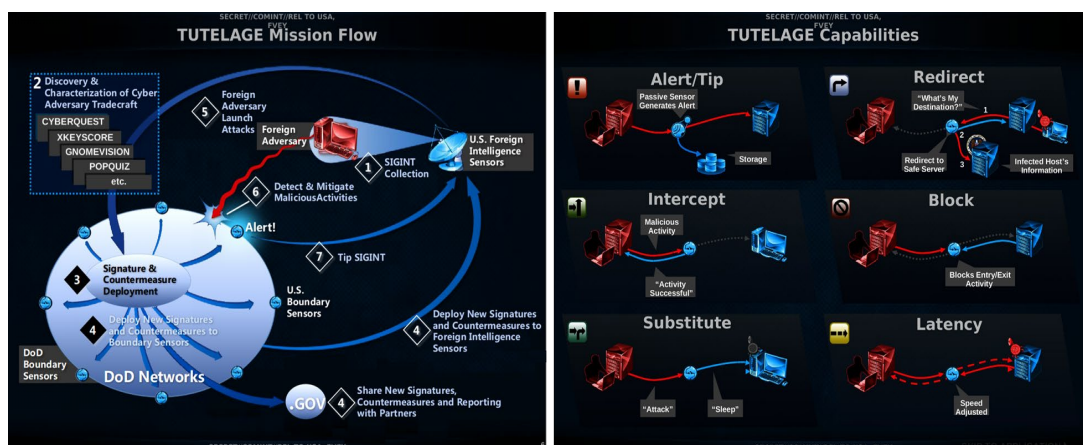 SECRET//COMINT//REL TO USA,
FVEY
TUTELAGE Mission Flow
2 Discovery &
Characterization of Cyber
Adversary Tradecraft
CYBERQUEST
XKEYSCORE
GNOMEVISION
POPQUIZ
etc.
5
Foreign
Adversary
Launch
Attacks
Foreign
Adversary
U.S. Foreign
Intelligence
Sensors
1
SIGINT
Collection
6
Detect & Mitigate
MaliciousActivities
Alert!
7
Tip SIGINT
3
Signature &
Countermeasure
Deployment
U.S.
Boundary
Sensors
4
Deploy New Signatures
and Countermeasures to
Boundary Sensors
4
Deploy New Signatures
and Countermeasures to
Foreign Intelligence
Sensors
DoD
Boundary
Sensors
DoD Networks
.GOV
4
Share New Signatures,
Countermeasures and Reporting
with Partners
SECRET//COMINT//REL TO USA,
FVEY
TUTELAGE Capabilities
Alert/Tip
Passive Sensor
Generates Alert
Storage
Redirect
“What’s My
Destination?”
1
2
3
Redirect to
Safe Server
Infected Host’s
Information
Intercept
Malicious
Activity
“Activity
Successful”
Block
Blocks Entry/Exit
Activity
Substitute
“Attack”
“Sleep”
Latency
Speed
Adjusted